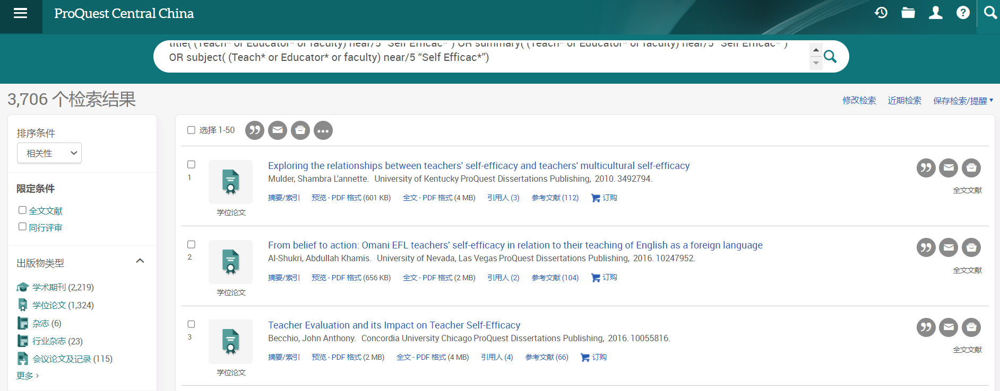 ProQuest Central China
title( (Teach* or Educator* or faculty) near/5 “Self Efficac*”) OR summary( (Teach* or Educator* or faculty) near/5 “Self Efficac*”)
OR subject( (Teach* or Educator* or faculty) near/5 “Self Efficac*”)
3,706 个检索结果
修改检索 近期检索 保存检索/提醒
排序条件
相关性
限定条件
全文文献
同行评审
出版物类型
学术期刊 (2,219)
学位论文 (1,324)
杂志 (6)
行业杂志 (23)
会议论文及记录 (115)
更多 ›
选择 1-50
1
Exploring the relationships between teachers' self-efficacy and teachers' multicultural self-efficacy
Mulder, Shambra L'annette. University of Kentucky ProQuest Dissertations Publishing, 2010. 3492794.
全文文献
摘要/索引 预览 - PDF 格式 (601 KB) 全文 - PDF 格式 (4 MB) 引用人 (3) 参考文献 (112) 订购
学位论文
2
From belief to action: Omani EFL teachers' self-efficacy in relation to their teaching of English as a foreign language
Al-Shukri, Abdullah Khamis. University of Nevada, Las Vegas ProQuest Dissertations Publishing, 2016. 10247952.
全文文献
摘要/索引 预览 - PDF 格式 (656 KB) 全文 - PDF 格式 (2 MB) 引用人 (2) 参考文献 (104) 订购
学位论文
3
Teacher Evaluation and its Impact on Teacher Self-Efficacy
Becchio, John Anthony. Concordia University Chicago ProQuest Dissertations Publishing, 2016. 10055816.
全文文献
摘要/索引 预览 - PDF 格式 (2 MB) 全文 - PDF 格式 (4 MB) 引用人 (4) 参考文献 (66) 订购
学位论文